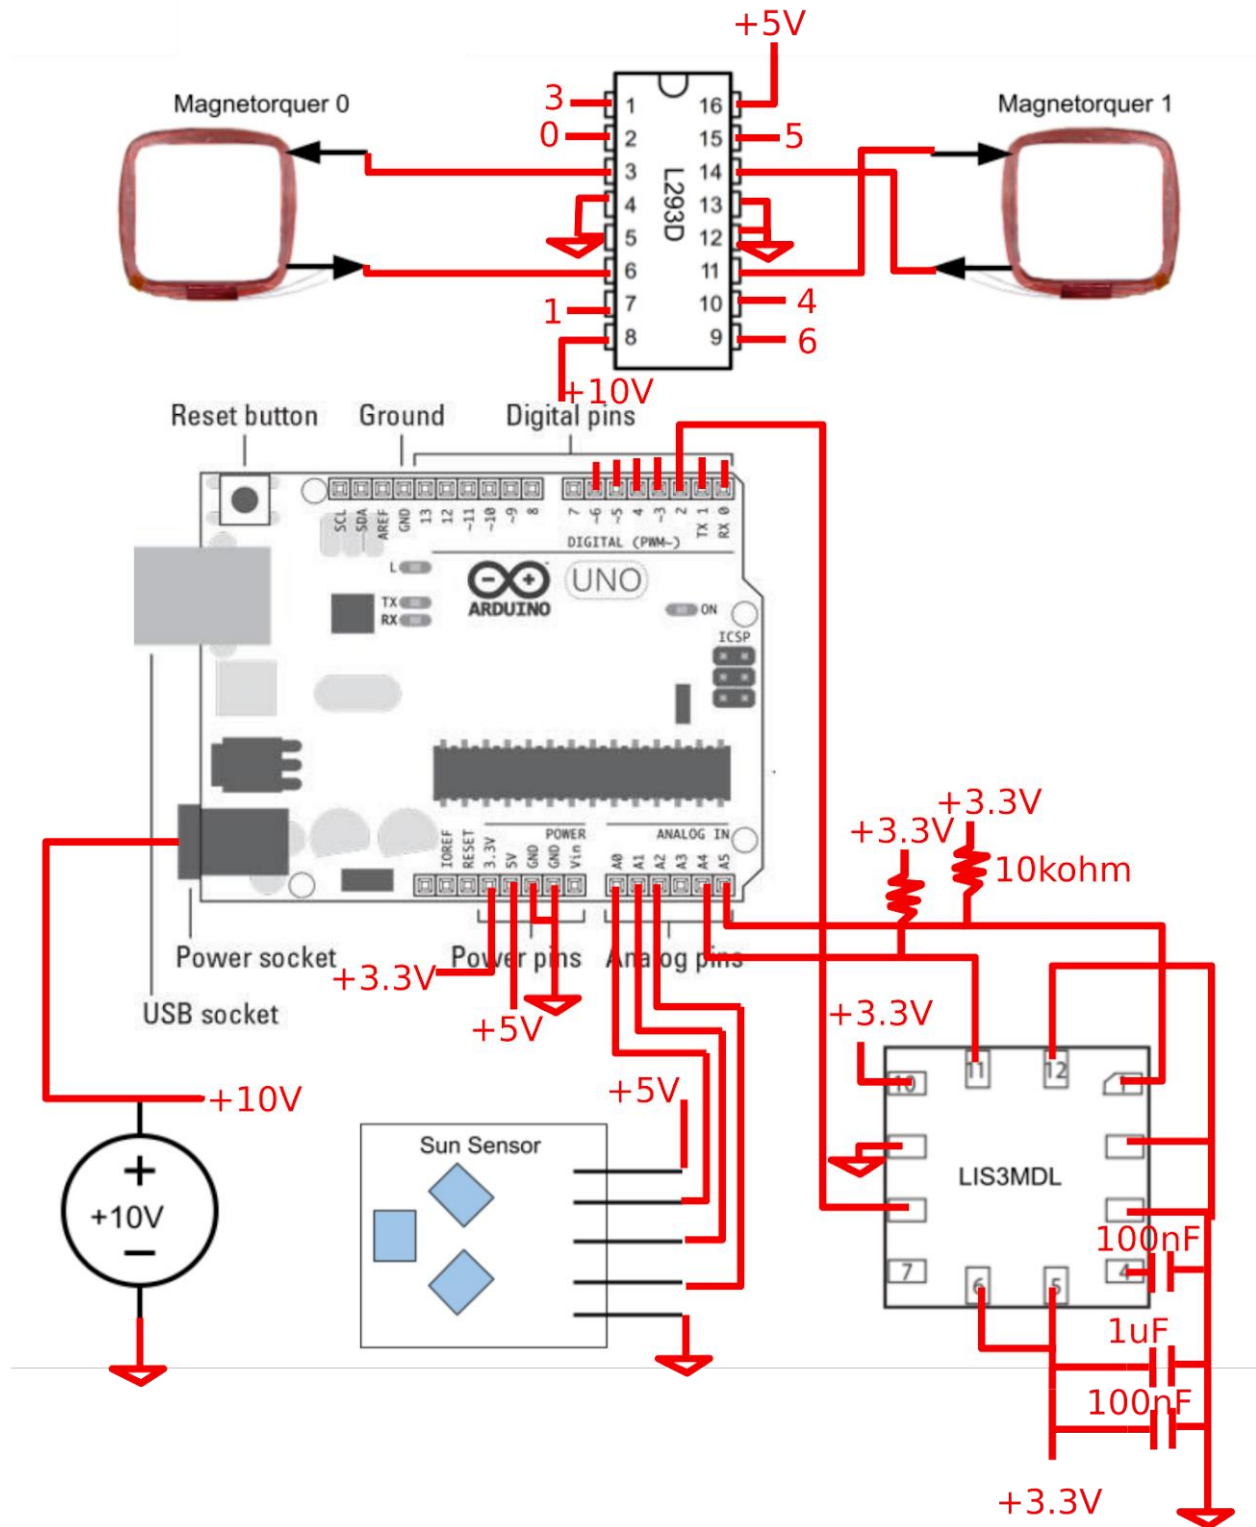 +5V
Magnetorquer 0
Magnetorquer 1
3
0
1
+10V
5
4
6
1
2
3
4
5
6
7
8
16
15
14
13
12
11
10
9
L293D
Reset button
Ground
Digital pins
SCL
SDA
AREF
GND
13
12
~11
~10
~9
8
7
~6
~5
4
~3
2
TX 1
RX 0
DIGITAL (PWM~)
L
TX
RX
ARDUINO
UNO
ON
ICSP
POWER
ANALOG IN
IOREF
RESET
3.3V
5V
GND
GND
Vin
A0
A1
A2
A3
A4
A5
+3.3V
+3.3V
10kohm
Power socket
Power pins
Analog pins
USB socket
+3.3V
+5V
+3.3V
+10V
+10V
+5V
Sun Sensor
10
11
12
1
LIS3MDL
7
6
5
4
100nF
1uF
100nF
+3.3V